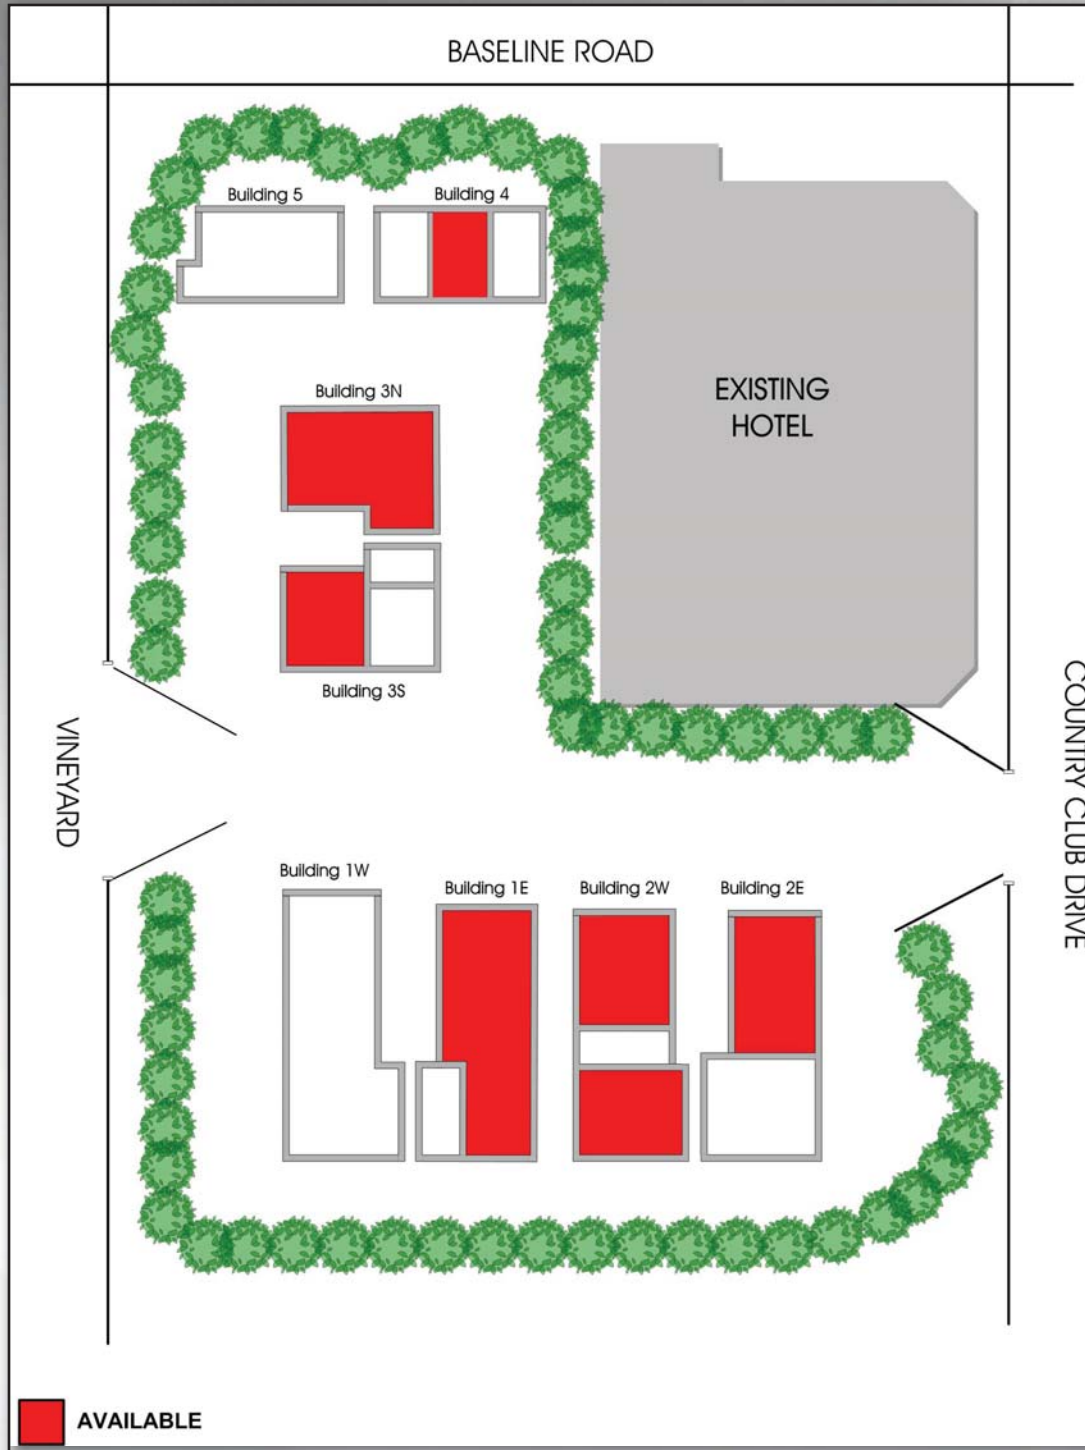 BASELINE ROAD
Building 5
Building 4
Building 3N
EXISTING
HOTEL
Building 3S
VINEYARD
COUNTRY CLUB DRIVE
Building 1W
Building 1E
Building 2W
Building 2E
AVAILABLE